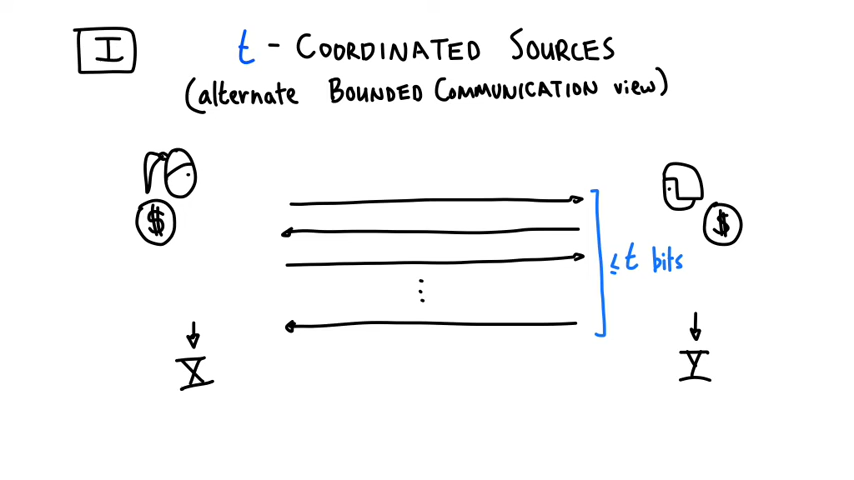 I
t - COORDINATED SOURCES
(alternate BOUNDED COMMUNICATION view)
$
$
≤ t bits
X
Y